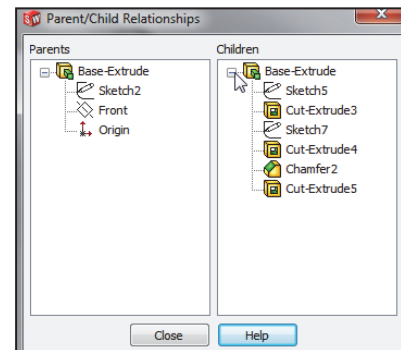 SW Parent/Child Relationships
Parents
Base-Extrude
Sketch2
Front
Origin
Children
Base-Extrude
Sketch5
Cut-Extrude3
Sketch7
Cut-Extrude4
Chamfer2
Cut-Extrude5
Close
Help